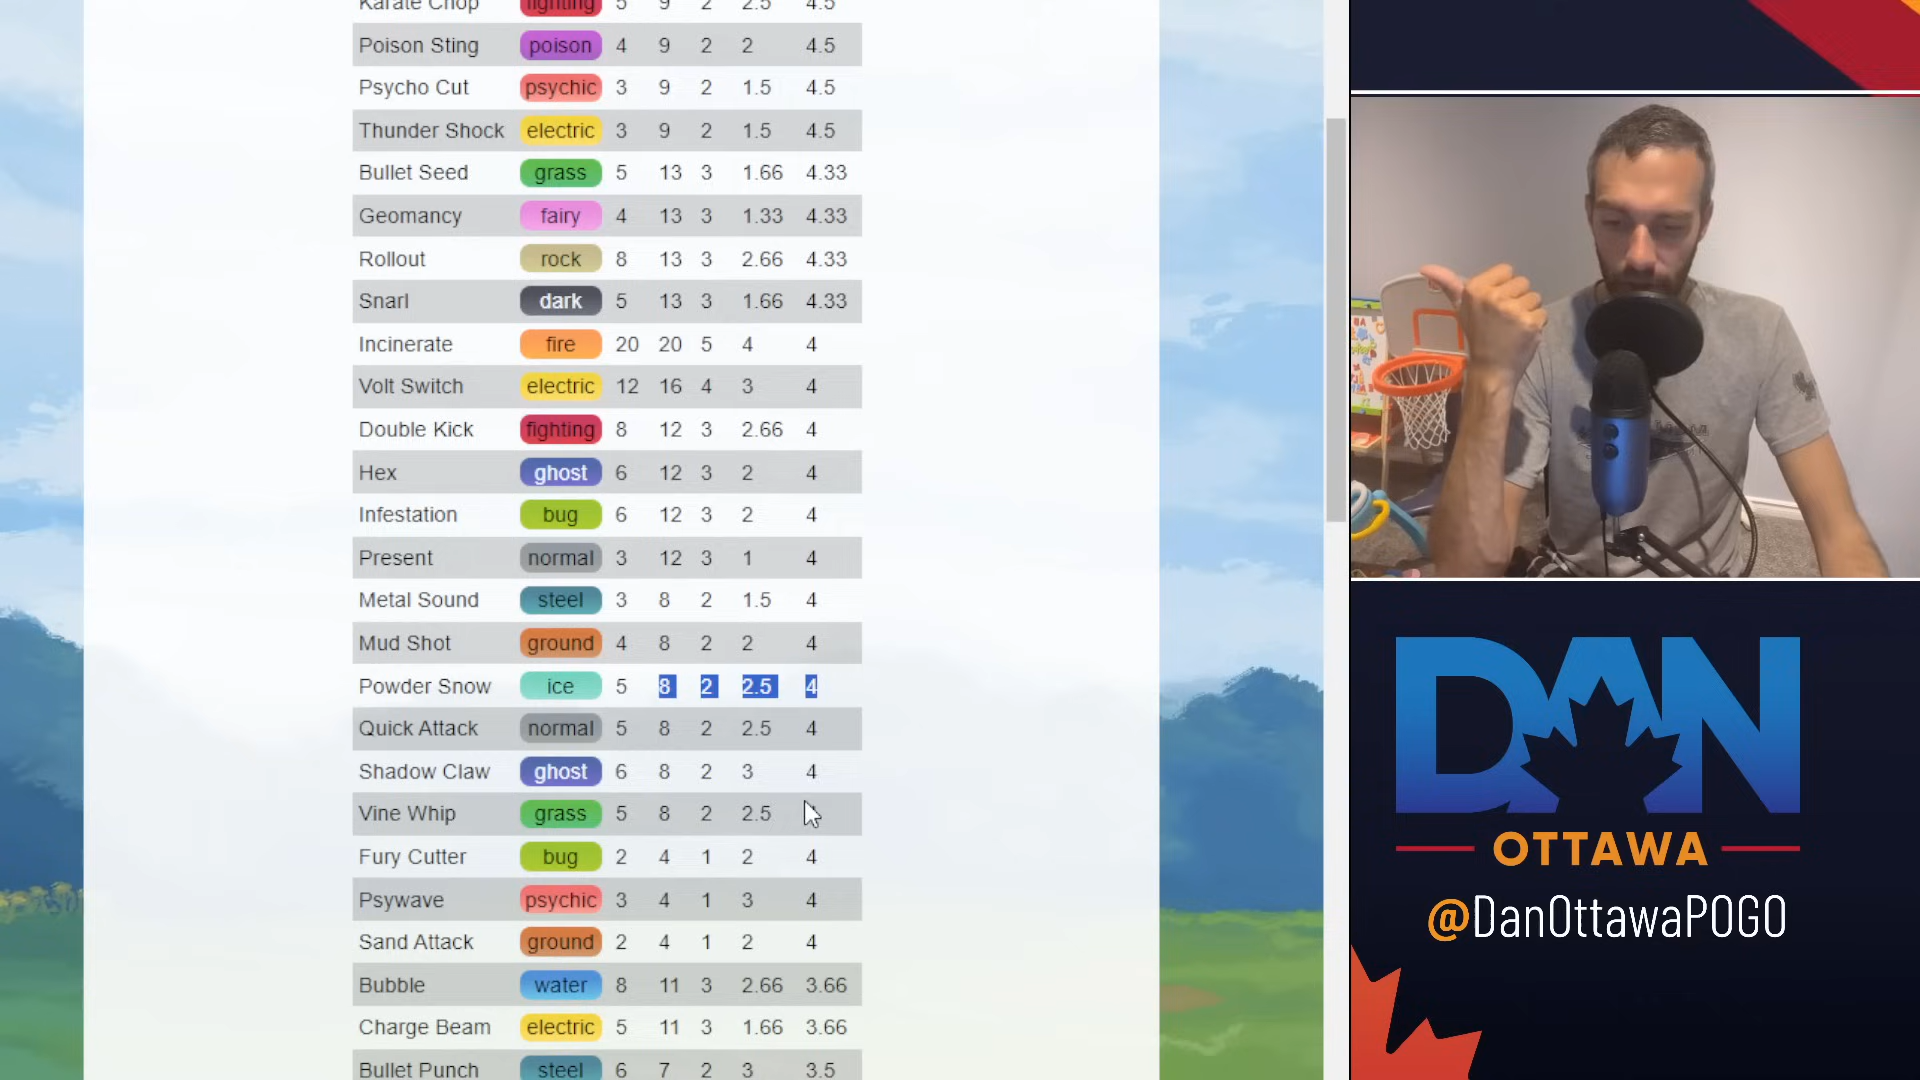 Karate Chop fighting 5 9 2 2.5 4.5
Poison Sting poison 4 9 2 2 4.5
Psycho Cut psychic 3 9 2 1.5 4.5
Thunder Shock electric 3 9 2 1.5 4.5
Bullet Seed grass 5 13 3 1.66 4.33
Geomancy fairy 4 13 3 1.33 4.33
Rollout rock 8 13 3 2.66 4.33
Snarl dark 5 13 3 1.66 4.33
Incinerate fire 20 20 5 4 4
Volt Switch electric 12 16 4 3 4
Double Kick fighting 8 12 3 2.66 4
Hex ghost 6 12 3 2 4
Infestation bug 6 12 3 2 4
Present normal 3 12 3 1 4
Metal Sound steel 3 8 2 1.5 4
Mud Shot ground 4 8 2 2 4
Powder Snow ice 5 8 2 2.5 4
Quick Attack normal 5 8 2 2.5 4
Shadow Claw ghost 6 8 2 3 4
Vine Whip grass 5 8 2 2.5
Fury Cutter bug 2 4 1 2 4
Psywave psychic 3 4 1 3 4
Sand Attack ground 2 4 1 2 4
Bubble water 8 11 3 2.66 3.66
Charge Beam electric 5 11 3 1.66 3.66
Bullet Punch steel 6 7 2 3 3.5
DAN
OTTAWA
@DanOttawaPOGO